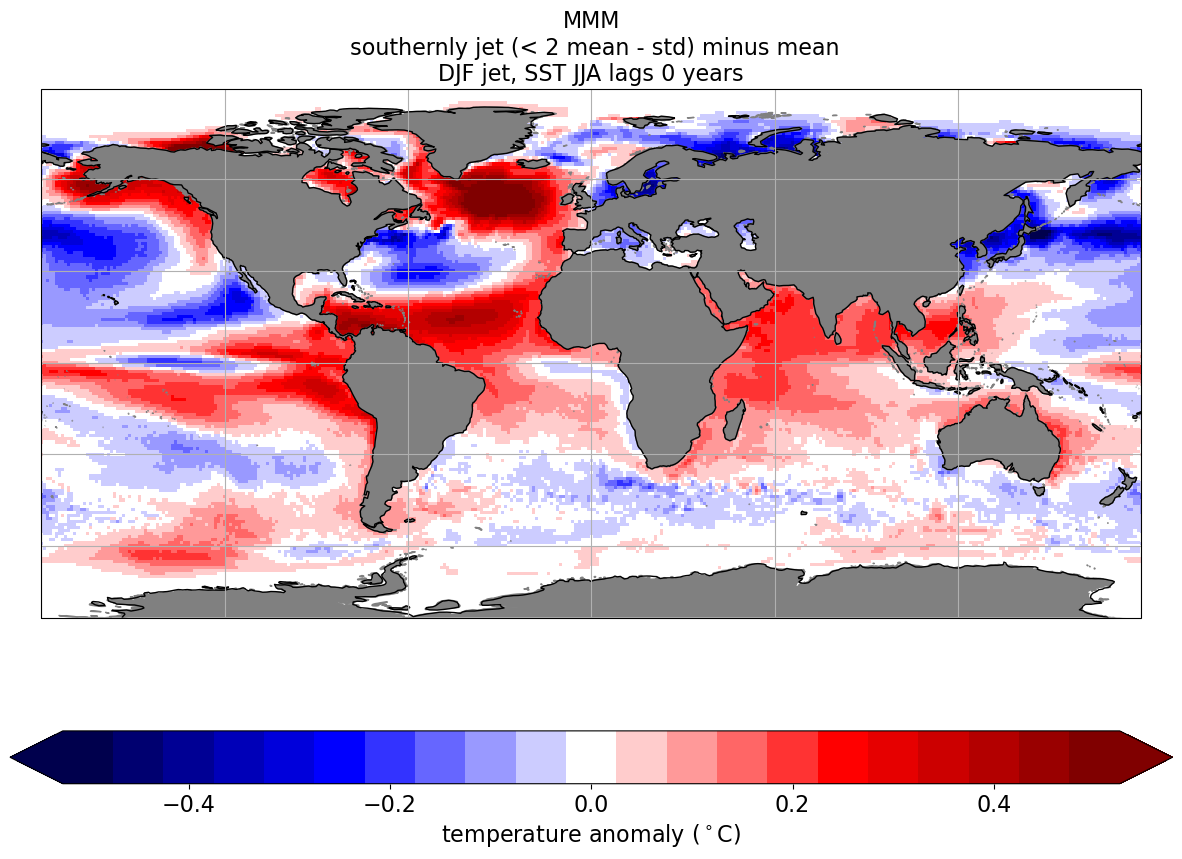 MMM
southernly jet (< 2 mean - std) minus mean
DJF jet, SST JJA lags 0 years
−0.4 −0.2 0.0 0.2 0.4
temperature anomaly (∘C)